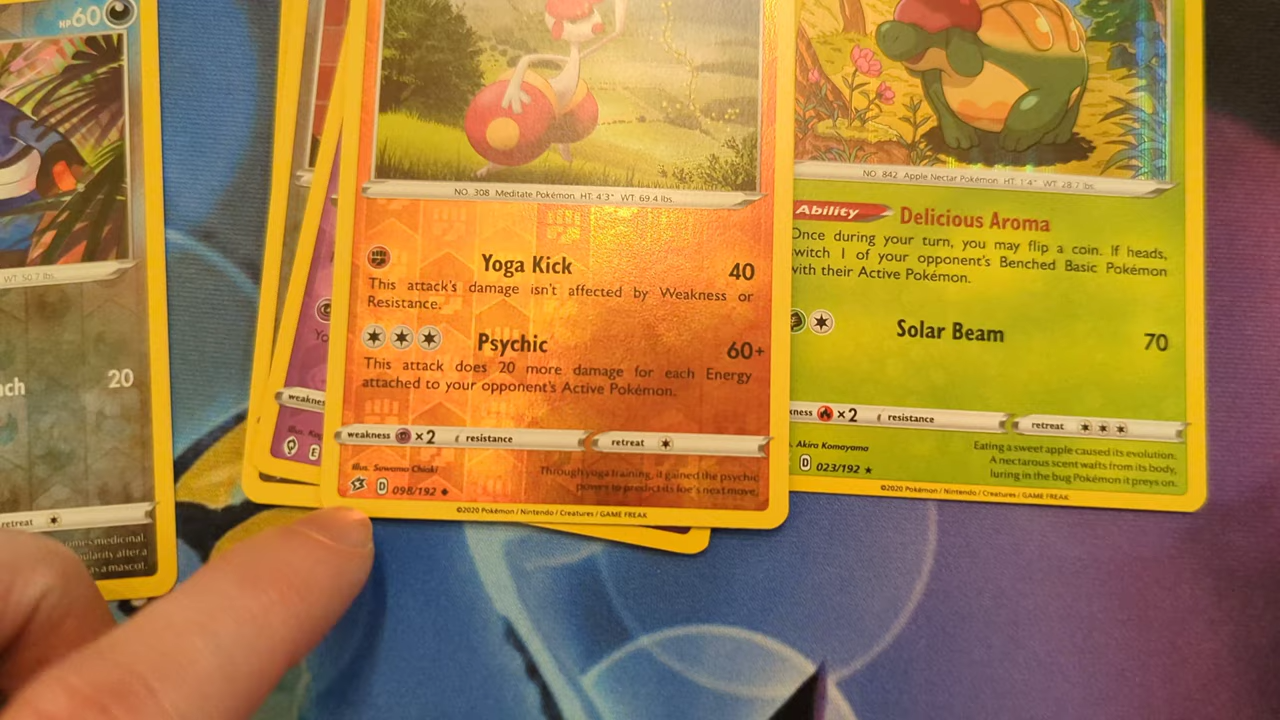 HP60
WT: 50.7 lbs.
20
retreat
medicinal.
after a
as a mascot.
Yo
weakness
E
NO. 308 Meditate Pokémon HT: 4'3" WT: 69.4 lbs.
Yoga Kick 40
This attack's damage isn't affected by Weakness or
Resistance.
Psychic 60+
This attack does 20 more damage for each Energy
attached to your opponent's Active Pokémon.
weakness ×2 resistance retreat
Illus. Suwama Chiaki
D 098/192
Through yoga training, it gained the psychic
power to predict its foe's next move.
©2020 Pokémon / Nintendo / Creatures / GAME FREAK
NO. 842 Apple Nectar Pokémon HT: 1'4" WT: 28.7 lbs.
Ability Delicious Aroma
Once during your turn, you may flip a coin. If heads,
switch 1 of your opponent's Benched Basic Pokémon
with their Active Pokémon.
Solar Beam 70
ness ×2 resistance retreat
Akira Komayama
D 023/192 ★
Eating a sweet apple caused its evolution.
A nectarous scent wafts from its body,
luring in the bug Pokémon it preys on.
©2020 Pokémon / Nintendo / Creatures / GAME FREAK